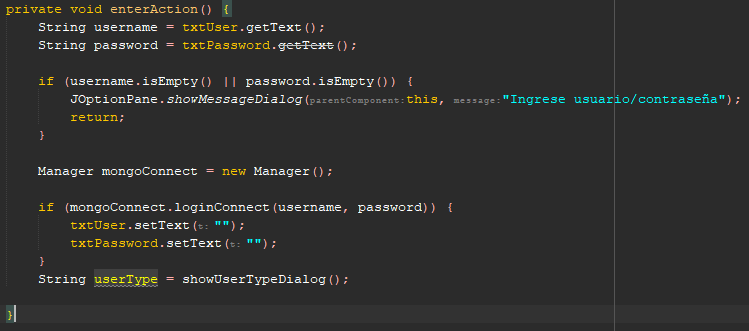 private void enterAction() {
String username = txtUser.getText();
String password = txtPassword.getText();
if (username.isEmpty() || password.isEmpty()) {
JOptionPane.showMessageDialog(parentComponent: this, message: "Ingrese usuario/contraseña");
return;
}
Manager mongoConnect = new Manager();
if (mongoConnect.loginConnect(username, password)) {
txtUser.setText(t: "");
txtPassword.setText(t: "");
}
String userType = showUserTypeDialog();
}